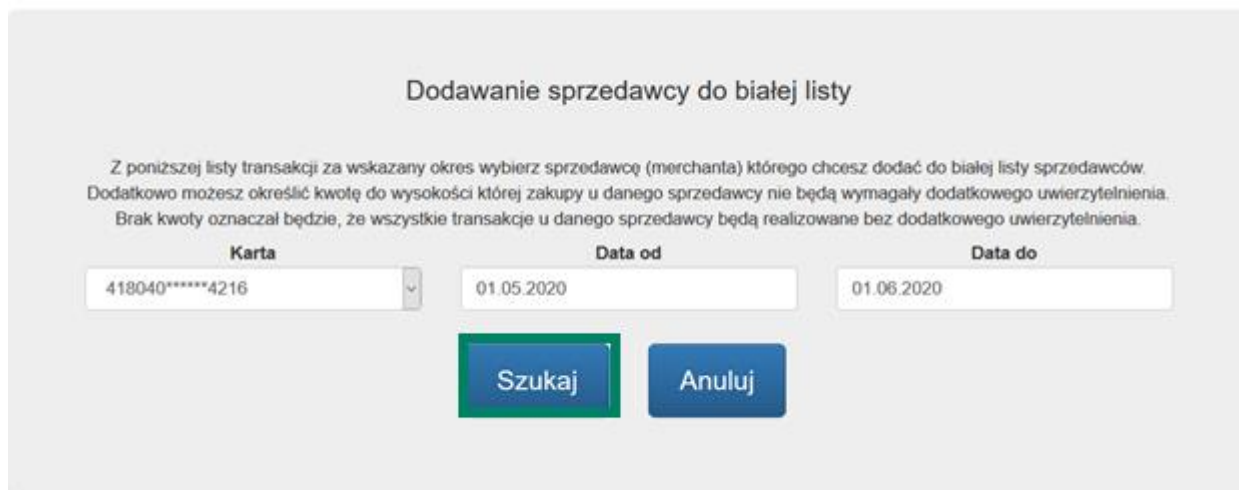 Dodawanie sprzedawcy do białej listy
Z poniższej listy transakcji za wskazany okres wybierz sprzedawcę (merchanta) którego chcesz dodać do białej listy sprzedawców.
Dodatkowo możesz określić kwotę do wysokości której zakupy u danego sprzedawcy nie będą wymagały dodatkowego uwierzytelnienia.
Brak kwoty oznaczał będzie, że wszystkie transakcje u danego sprzedawcy będą realizowane bez dodatkowego uwierzytelnienia.
Karta Data od Data do
418040******4216 01.05.2020 01.06.2020
Szukaj Anuluj